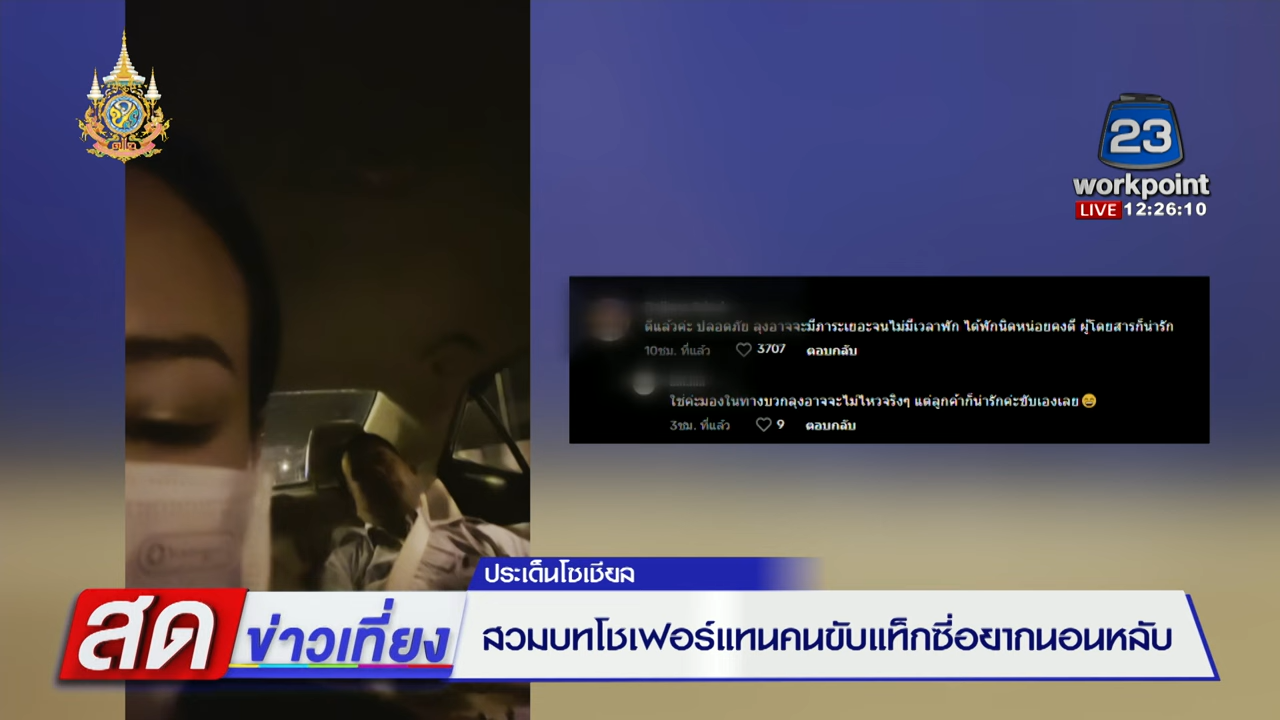 23
workpoint
LIVE 12:26:10
ดีแล้วค่ะ ปลอดภัย ลุงอาจจะมีภาระเยอะจนไม่มีเวลาพัก ได้พักนิดหน่อยคงดี ผู้โดยสารก็น่ารัก
10ชม. ที่แล้ว 3707 ตอบกลับ
ใช่ค่ะมองในทางบวกลุงอาจจะไม่ไหวจริงๆ แต่ลูกค้าก็น่ารักค่ะขับเองเลย😄
3ชม. ที่แล้ว 9 ตอบกลับ
ประเด็นโซเชียล
สด ข่าวเที่ยง
สวมบทโชเฟอร์แทนคนขับแท็กซี่อยากนอนหลับ